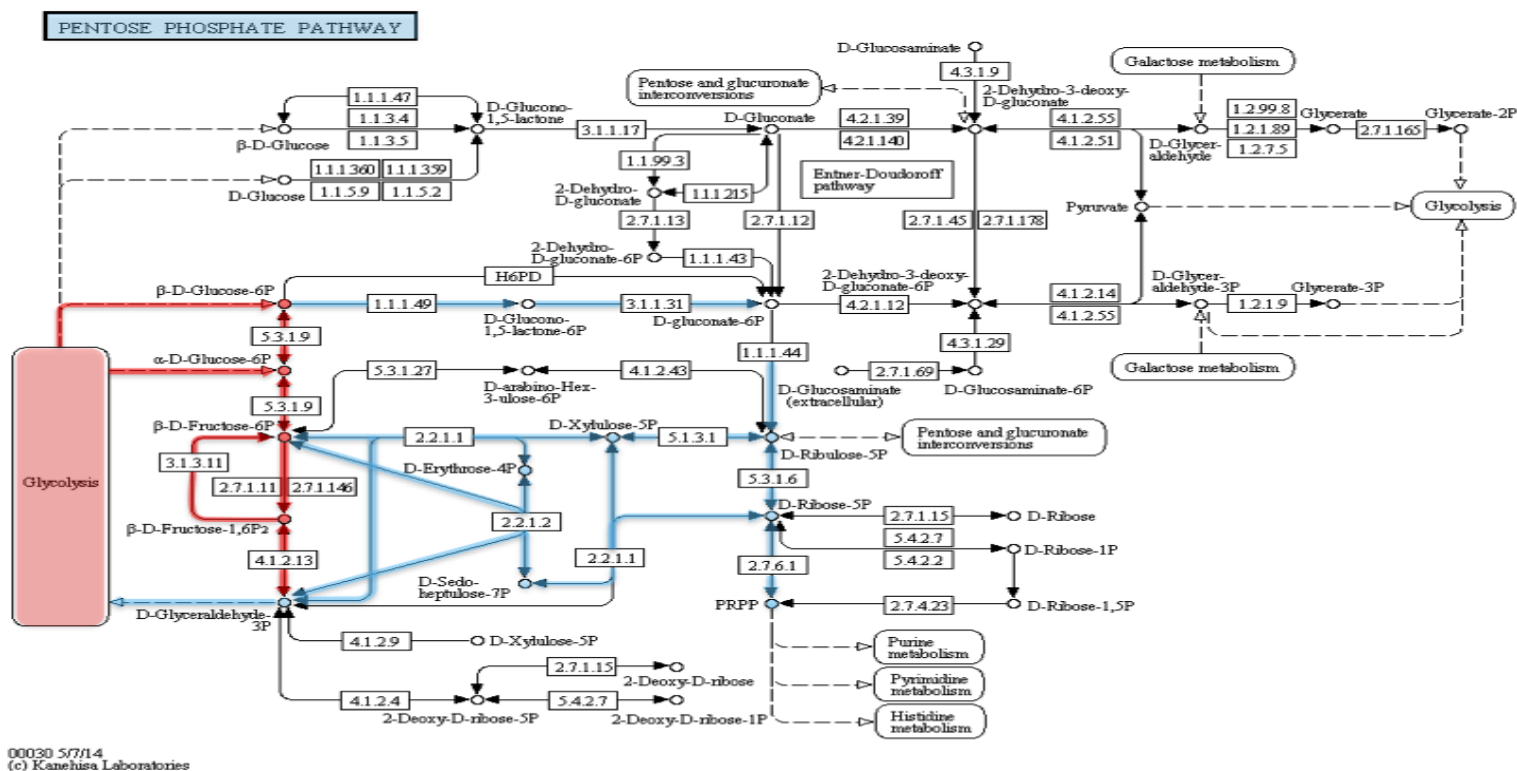 PENTOSE PHOSPHATE PATHWAY
D-Glucosaminate
Galactose metabolism
4.3.1.9
Pentose and glucuronate
interconversions
1.1.1.47
2-Dehydro-3-deoxy-
D-gluconate
D-Glucono-
1,5-lactone
1.1.3.4
1.1.3.5
β-D-Glucose
3.1.1.17
D-Gluconate
4.2.1.39
4.2.1.140
4.1.2.55
4.1.2.51
D-Glycer-
aldehyde
1.2.99.8
1.2.1.89
1.2.7.5
Glycerate
2.7.1.165
Glycerate-2P
1.1.1.360
1.1.1.359
1.1.5.9
1.1.5.2
D-Glucose
1.1.99.3
2-Dehydro-
D-gluconate
1.1.1.215
Entner-Doudoroff
pathway
2.7.1.13
2.7.1.12
2.7.1.45
2.7.1.178
Pyruvate
Glycolysis
2-Dehydro-
D-gluconate-6P
1.1.1.43
H6PD
β-D-Glucose-6P
1.1.1.49
D-Glucono-
1,5-lactone-6P
3.1.1.31
D-gluconate-6P
2-Dehydro-3-deoxy-
D-gluconate-6P
4.2.1.12
4.1.2.14
4.1.2.55
D-Glycer-
aldehyde-3P
1.2.1.9
Glycerate-3P
5.3.1.9
1.1.1.44
4.3.1.29
α-D-Glucose-6P
5.3.1.27
D-arabino-Hex-
3-ulose-6P
4.1.2.43
2.7.1.69
D-Glucosaminate
(extracellular)
D-Glucosaminate-6P
Galactose metabolism
5.3.1.9
β-D-Fructose-6P
2.2.1.1
D-Xylulose-5P
5.1.3.1
D-Ribulose-5P
Pentose and glucuronate
interconversions
3.1.3.11
D-Erythrose-4P
5.3.1.6
Glycolysis
2.7.1.11
2.7.1.146
β-D-Fructose-1,6P2
2.2.1.2
D-Ribose-5P
2.7.1.15
D-Ribose
5.4.2.7
5.4.2.2
D-Ribose-1P
4.1.2.13
2.2.1.1
2.7.6.1
D-Sedo-
heptulose-7P
D-Glyceraldehyde-
3P
PRPP
2.7.4.23
D-Ribose-1,5P
4.1.2.9
D-Xylulose-5P
Purine
metabolism
2.7.1.15
2-Deoxy-D-ribose
Pyrimidine
metabolism
4.1.2.4
2-Deoxy-D-ribose-5P
5.4.2.7
2-Deoxy-D-ribose-1P
Histidine
metabolism
00030 5/7/14
(c) Kanehisa Laboratories